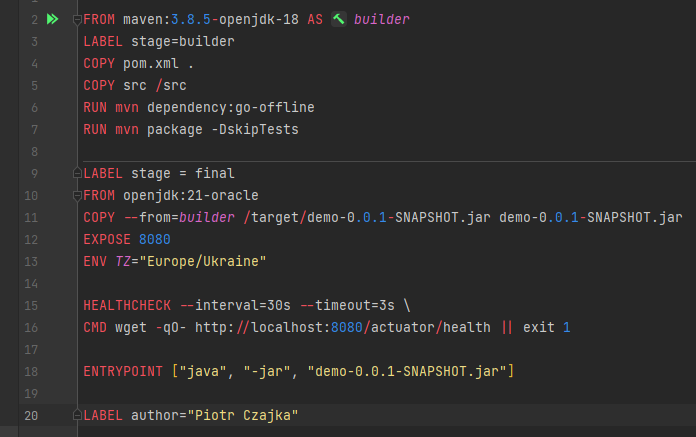 2 FROM maven:3.8.5-openjdk-18 AS builder
3 LABEL stage=builder
4 COPY pom.xml .
5 COPY src /src
6 RUN mvn dependency:go-offline
7 RUN mvn package -DskipTests
8
9 LABEL stage = final
10 FROM openjdk:21-oracle
11 COPY --from=builder /target/demo-0.0.1-SNAPSHOT.jar demo-0.0.1-SNAPSHOT.jar
12 EXPOSE 8080
13 ENV TZ="Europe/Ukraine"
14
15 HEALTHCHECK --interval=30s --timeout=3s \
16 CMD wget -qO- http://localhost:8080/actuator/health || exit 1
17
18 ENTRYPOINT ["java", "-jar", "demo-0.0.1-SNAPSHOT.jar"]
19
20 LABEL author="Piotr Czajka"